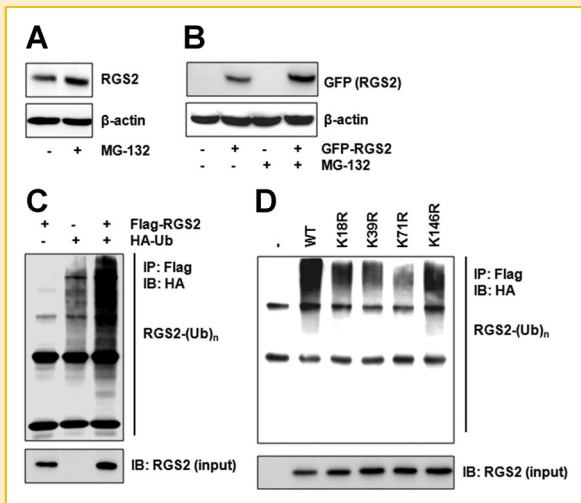 A
RGS2
β-actin
- +
MG-132
B
GFP (RGS2)
β-actin
- + - + GFP-RGS2
- - + + MG-132
C
+ - + Flag-RGS2
- + + HA-Ub
IP: Flag
IB: HA
RGS2-(Ub)n
IB: RGS2 (input)
D
- WT K18R K39R K71R K146R
IP: Flag
IB: HA
RGS2-(Ub)n
IB: RGS2 (input)